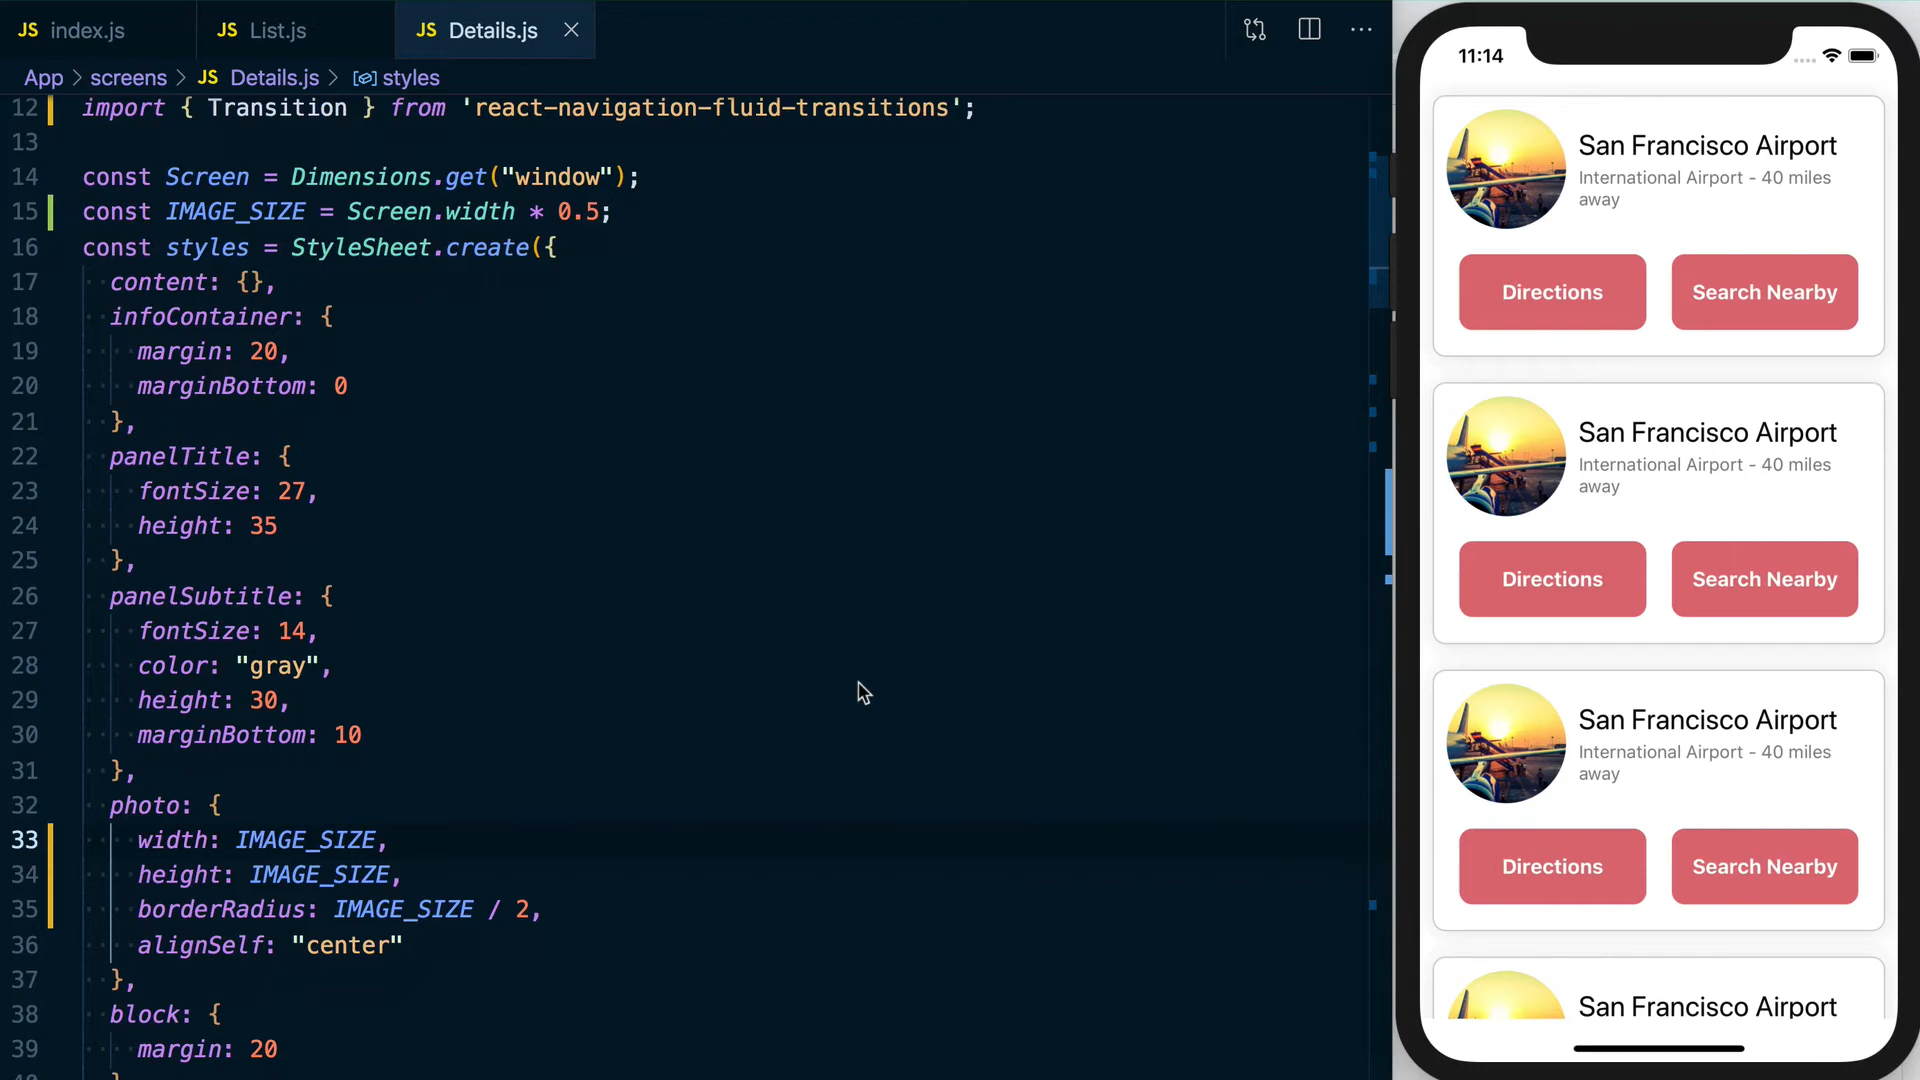 JS index.js
JS List.js
JS Details.js
App > screens > JS Details.js > styles
12 import { Transition } from 'react-navigation-fluid-transitions';
13
14 const Screen = Dimensions.get("window");
15 const IMAGE_SIZE = Screen.width * 0.5;
16 const styles = StyleSheet.create({
17 content: {},
18 infoContainer: {
19 margin: 20,
20 marginBottom: 0
21 },
22 panelTitle: {
23 fontSize: 27,
24 height: 35
25 },
26 panelSubtitle: {
27 fontSize: 14,
28 color: "gray",
29 height: 30,
30 marginBottom: 10
31 },
32 photo: {
33 width: IMAGE_SIZE,
34 height: IMAGE_SIZE,
35 borderRadius: IMAGE_SIZE / 2,
36 alignSelf: "center"
37 },
38 block: {
39 margin: 20
11:14
San Francisco Airport
International Airport - 40 miles
away
Directions
Search Nearby
San Francisco Airport
International Airport - 40 miles
away
Directions
Search Nearby
San Francisco Airport
International Airport - 40 miles
away
Directions
Search Nearby
San Francisco Airport